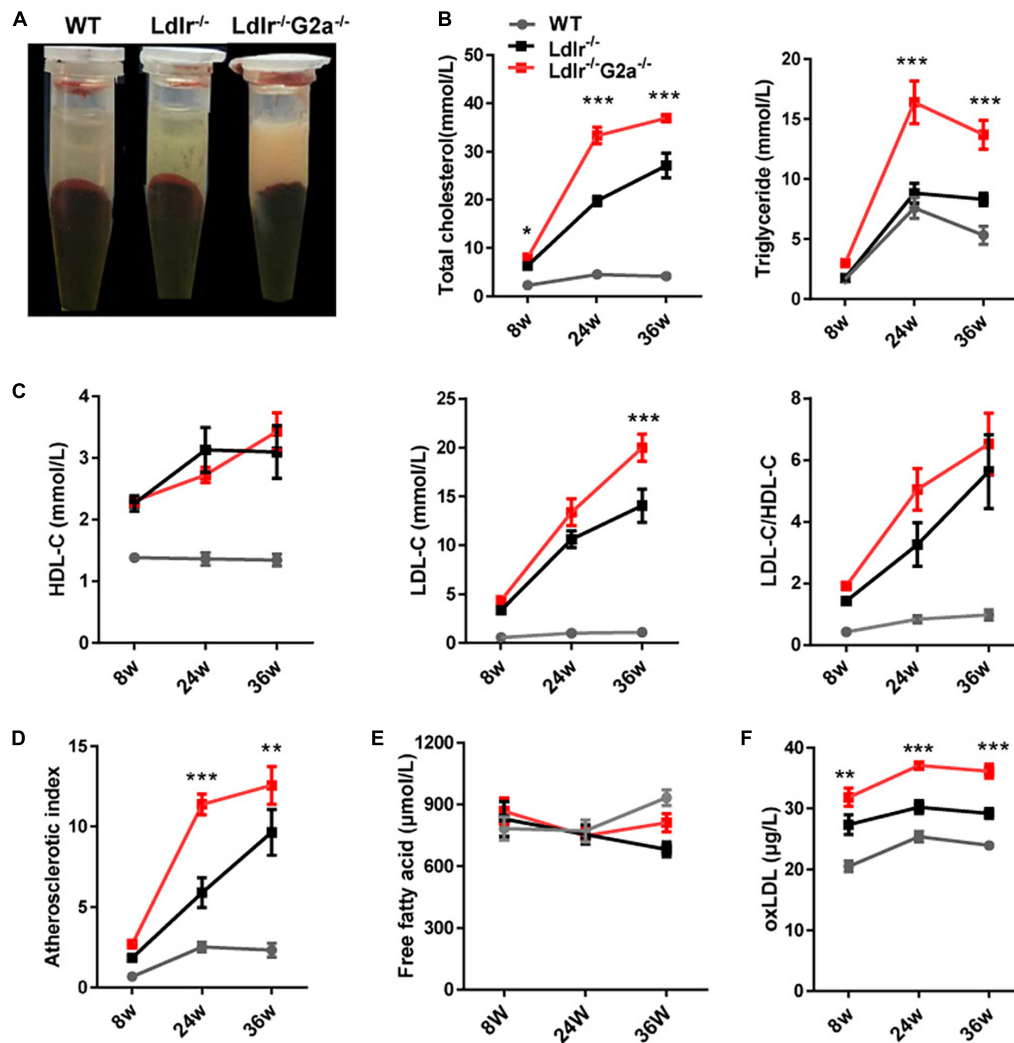 A
WT Ldlr-/- Ldlr-/-G2a-/-
B
WT
Ldlr-/-
Ldlr-/-G2a-/-
Total cholesterol(mmol/L)
50
40
30
20
10
0
*
***
***
8w
24w
36w
Triglyceride (mmol/L)
20
15
10
5
0
***
***
8w
24w
36w
C
HDL-C (mmol/L)
4
3
2
1
0
8w
24w
36w
LDL-C (mmol/L)
25
20
15
10
5
0
***
8w
24w
36w
LDL-C/HDL-C
8
6
4
2
0
8w
24w
36w
D
Atherosclerotic index
15
10
5
0
***
**
8w
24w
36w
E
Free fatty acid (µmol/L)
1200
900
600
300
0
8W
24W
36W
F
oxLDL (µg/L)
40
30
20
10
0
**
***
***
8w
24w
36w